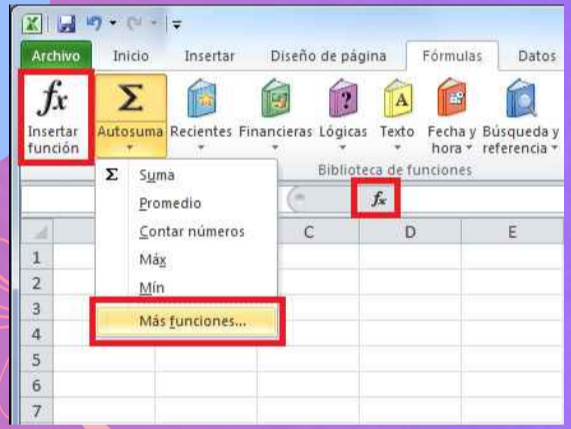 Archivo Inicio Insertar Diseño de página Fórmulas Datos
fx Σ ? A
Insertar función Autosuma Recientes Financieras Lógicas Texto Fecha y hora Búsqueda y referencia
Biblioteca de funciones
Σ Suma
fx
Promedio
Contar números
C D E
Máx
1
Mín
2
Más funciones...
3
4
5
6
7